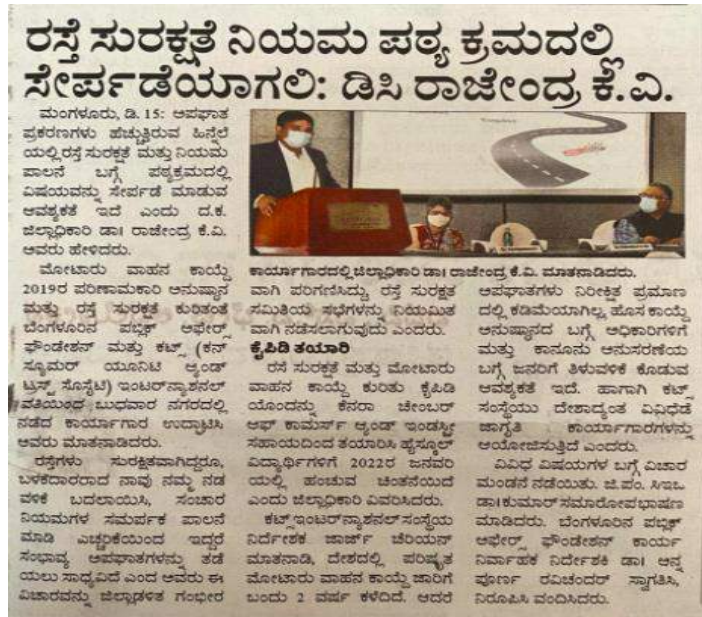 ರಸ್ತೆ ಸುರಕ್ಷತೆ ನಿಯಮ ಪಠ್ಯ ಕ್ರಮದಲ್ಲಿ
ಸೇರ್ಪಡೆಯಾಗಲಿ: ಡಿಸಿ ರಾಜೇಂದ್ರ ಕೆ.ವಿ.
ಮಂಗಳೂರು, ಡಿ. 15: ಅಪಘಾತ
ಪ್ರಕರಣಗಳು ಹೆಚ್ಚುತ್ತಿರುವ ಹಿನ್ನೆಲೆ
ಯಲ್ಲಿ ರಸ್ತೆ ಸುರಕ್ಷತೆ ಮತ್ತು ನಿಯಮ
ಪಾಲನೆ ಬಗ್ಗೆ ಪಠ್ಯಕ್ರಮದಲ್ಲಿ
ವಿಷಯವನ್ನು ಸೇರ್ಪಡೆ ಮಾಡುವ
ಆವಶ್ಯಕತೆ ಇದೆ ಎಂದು ದ.ಕ.
ಜಿಲ್ಲಾಧಿಕಾರಿ ಡಾ। ರಾಜೇಂದ್ರ ಕೆ.ವಿ.
ಅವರು ಹೇಳಿದರು.
ಮೋಟಾರು ವಾಹನ ಕಾಯ್ದೆ
2019ರ ಪರಿಣಾಮಕಾರಿ ಅನುಷ್ಠಾನ
ಮತ್ತು ರಸ್ತೆ ಸುರಕ್ಷತೆ ಕುರಿತಂತೆ
ಬೆಂಗಳೂರಿನ ಪಬ್ಲಿಕ್ ಅಫೇರ್ಸ್
ಫೌಂಡೇಶನ್ ಮತ್ತು ಕಟ್ಸ್ (ಕನ್
ಸ್ಯೂಮರ್ ಯೂನಿಟಿ ಆ್ಯಂಡ್
ಟ್ರಸ್ಟ್ ಸೊಸೈಟಿ) ಇಂಟರ್‌ನ್ಯಾಶನಲ್
ವತಿಯಿಂದ ಬುಧವಾರ ನಗರದಲ್ಲಿ
ನಡೆದ ಕಾರ್ಯಾಗಾರ ಉದ್ಘಾಟಿಸಿ
ಅವರು ಮಾತನಾಡಿದರು.
ರಸ್ತೆಗಳು ಸುರಕ್ಷಿತವಾಗಿದ್ದರೂ,
ಬಳಕೆದಾರರಾದ ನಾವು ನಮ್ಮ ನಡ
ವಳಿಕೆ ಬದಲಾಯಿಸಿ, ಸಂಚಾರ
ನಿಯಮಗಳ ಸಮರ್ಪಕ ಪಾಲನೆ
ಮಾಡಿ ಎಚ್ಚರಿಕೆಯಿಂದ ಇದ್ದರೆ
ಸಂಭಾವ್ಯ ಅಪಘಾತಗಳನ್ನು ತಡೆ
ಯಲು ಸಾಧ್ಯವಿದೆ ಎಂದ ಅವರು ಈ
ವಿಚಾರವನ್ನು ಜಿಲ್ಲಾಡಳಿತ ಗಂಭೀರ
ಕಾರ್ಯಾಗಾರದಲ್ಲಿ ಜಿಲ್ಲಾಧಿಕಾರಿ ಡಾ। ರಾಜೇಂದ್ರ ಕೆ.ವಿ. ಮಾತನಾಡಿದರು.
ವಾಗಿ ಪರಿಗಣಿಸಿದ್ದು, ರಸ್ತೆ ಸುರಕ್ಷತ
ಸಮಿತಿಯ ಸಭೆಗಳನ್ನು ನಿಯಮಿತ
ವಾಗಿ ನಡೆಸಲಾಗುವುದು ಎಂದರು.
ಕೈಪಿಡಿ ತಯಾರಿ
ರಸೆ ಸುರಕ್ಷತೆ ಮತ್ತು ಮೋಟಾರು
ವಾಹನ ಕಾಯ್ದೆ ಕುರಿತು ಕೈಪಿಡಿ
ಯೊಂದನ್ನು ಕೆನರಾ ಚೇಂಬರ್
ಆಫ್ ಕಾಮರ್ಸ್ ಆ್ಯಂಡ್ ಇಂಡಸ್ಟ್ರೀ
ಸಹಾಯದಿಂದ ತಯಾರಿಸಿ ಹೈಸ್ಕೂಲ್
ವಿದ್ಯಾರ್ಥಿಗಳಿಗೆ 2022ರ ಜನವರಿ
ಯಲ್ಲಿ ಹಂಚುವ ಚಿಂತನೆಯಿದೆ
ಎಂದು ಜಿಲ್ಲಾಧಿಕಾರಿ ವಿವರಿಸಿದರು.
ಕಟ್ಸ್ ಇಂಟರ್‌ನ್ಯಾಶನಲ್ ಸಂಸ್ಥೆಯ
ನಿರ್ದೇಶಕ ಜಾರ್ಜ್ ಚೆರಿಯನ್
ಮಾತನಾಡಿ, ದೇಶದಲ್ಲಿ ಪರಿಷ್ಕೃತ
ಮೋಟಾರು ವಾಹನ ಕಾಯ್ದೆ ಜಾರಿಗೆ
ಬಂದು 2 ವರ್ಷ ಕಳೆದಿದೆ. ಆದರೆ
ಅಪಘಾತಗಳು ನಿರೀಕ್ಷಿತ ಪ್ರಮಾಣ
ದಲ್ಲಿ ಕಡಿಮೆಯಾಗಿಲ್ಲ. ಹೊಸ ಕಾಯ್ದೆ
ಅನುಷ್ಠಾನದ ಬಗ್ಗೆ ಅಧಿಕಾರಿಗಳಿಗೆ
ಮತ್ತು ಕಾನೂನು ಅನುಸರಣೆಯ
ಬಗ್ಗೆ ಜನರಿಗೆ ತಿಳುವಳಿಕೆ ಕೊಡುವ
ಆವಶ್ಯಕತೆ ಇದೆ. ಹಾಗಾಗಿ ಕಟ್ಸ್
ಸಂಸ್ಥೆಯು ದೇಶಾದ್ಯಂತ ವಿವಿಧೆಡೆ
ಜಾಗೃತಿ ಕಾರ್ಯಾಗಾರಗಳನ್ನು
ಆಯೋಜಿಸುತ್ತಿದೆ ಎಂದರು.
ವಿವಿಧ ವಿಷಯಗಳ ಬಗ್ಗೆ ವಿಚಾರ
ಮಂಡನೆ ನಡೆಯಿತು. ಜಿ.ಪಂ. ಸಿಇಒ
ಡಾ।ಕುಮಾರ್ ಸಮಾರೋಪಭಾಷಣ
ಮಾಡಿದರು. ಬೆಂಗಳೂರಿನ ಪಬ್ಲಿಕ್
ಅಫೇರ್ಸ್ ಫೌಂಡೇಶನ್ ಕಾರ್ಯ
ನಿರ್ವಾಹಕ ನಿರ್ದೇಶಕಿ ಡಾ। ಅನ್ನ
ಪೂರ್ಣ ರವಿಚಂದರ್ ಸ್ವಾಗತಿಸಿ,
ನಿರೂಪಿಸಿ ವಂದಿಸಿದರು.